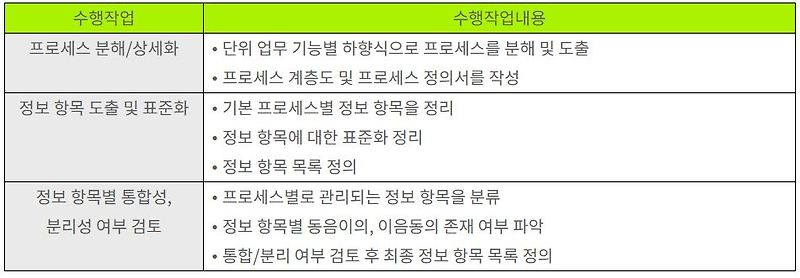 수행작업
수행작업내용
프로세스 분해/상세화
• 단위 업무 기능별 하향식으로 프로세스를 분해 및 도출
• 프로세스 계층도 및 프로세스 정의서를 작성
정보 항목 도출 및 표준화
• 기본 프로세스별 정보 항목을 정리
• 정보 항목에 대한 표준화 정리
• 정보 항목 목록 정의
정보 항목별 통합성,
분리성 여부 검토
• 프로세스별로 관리되는 정보 항목을 분류
• 정보 항목별 동음이의, 이음동의 존재 여부 파악
• 통합/분리 여부 검토 후 최종 정보 항목 목록 정의